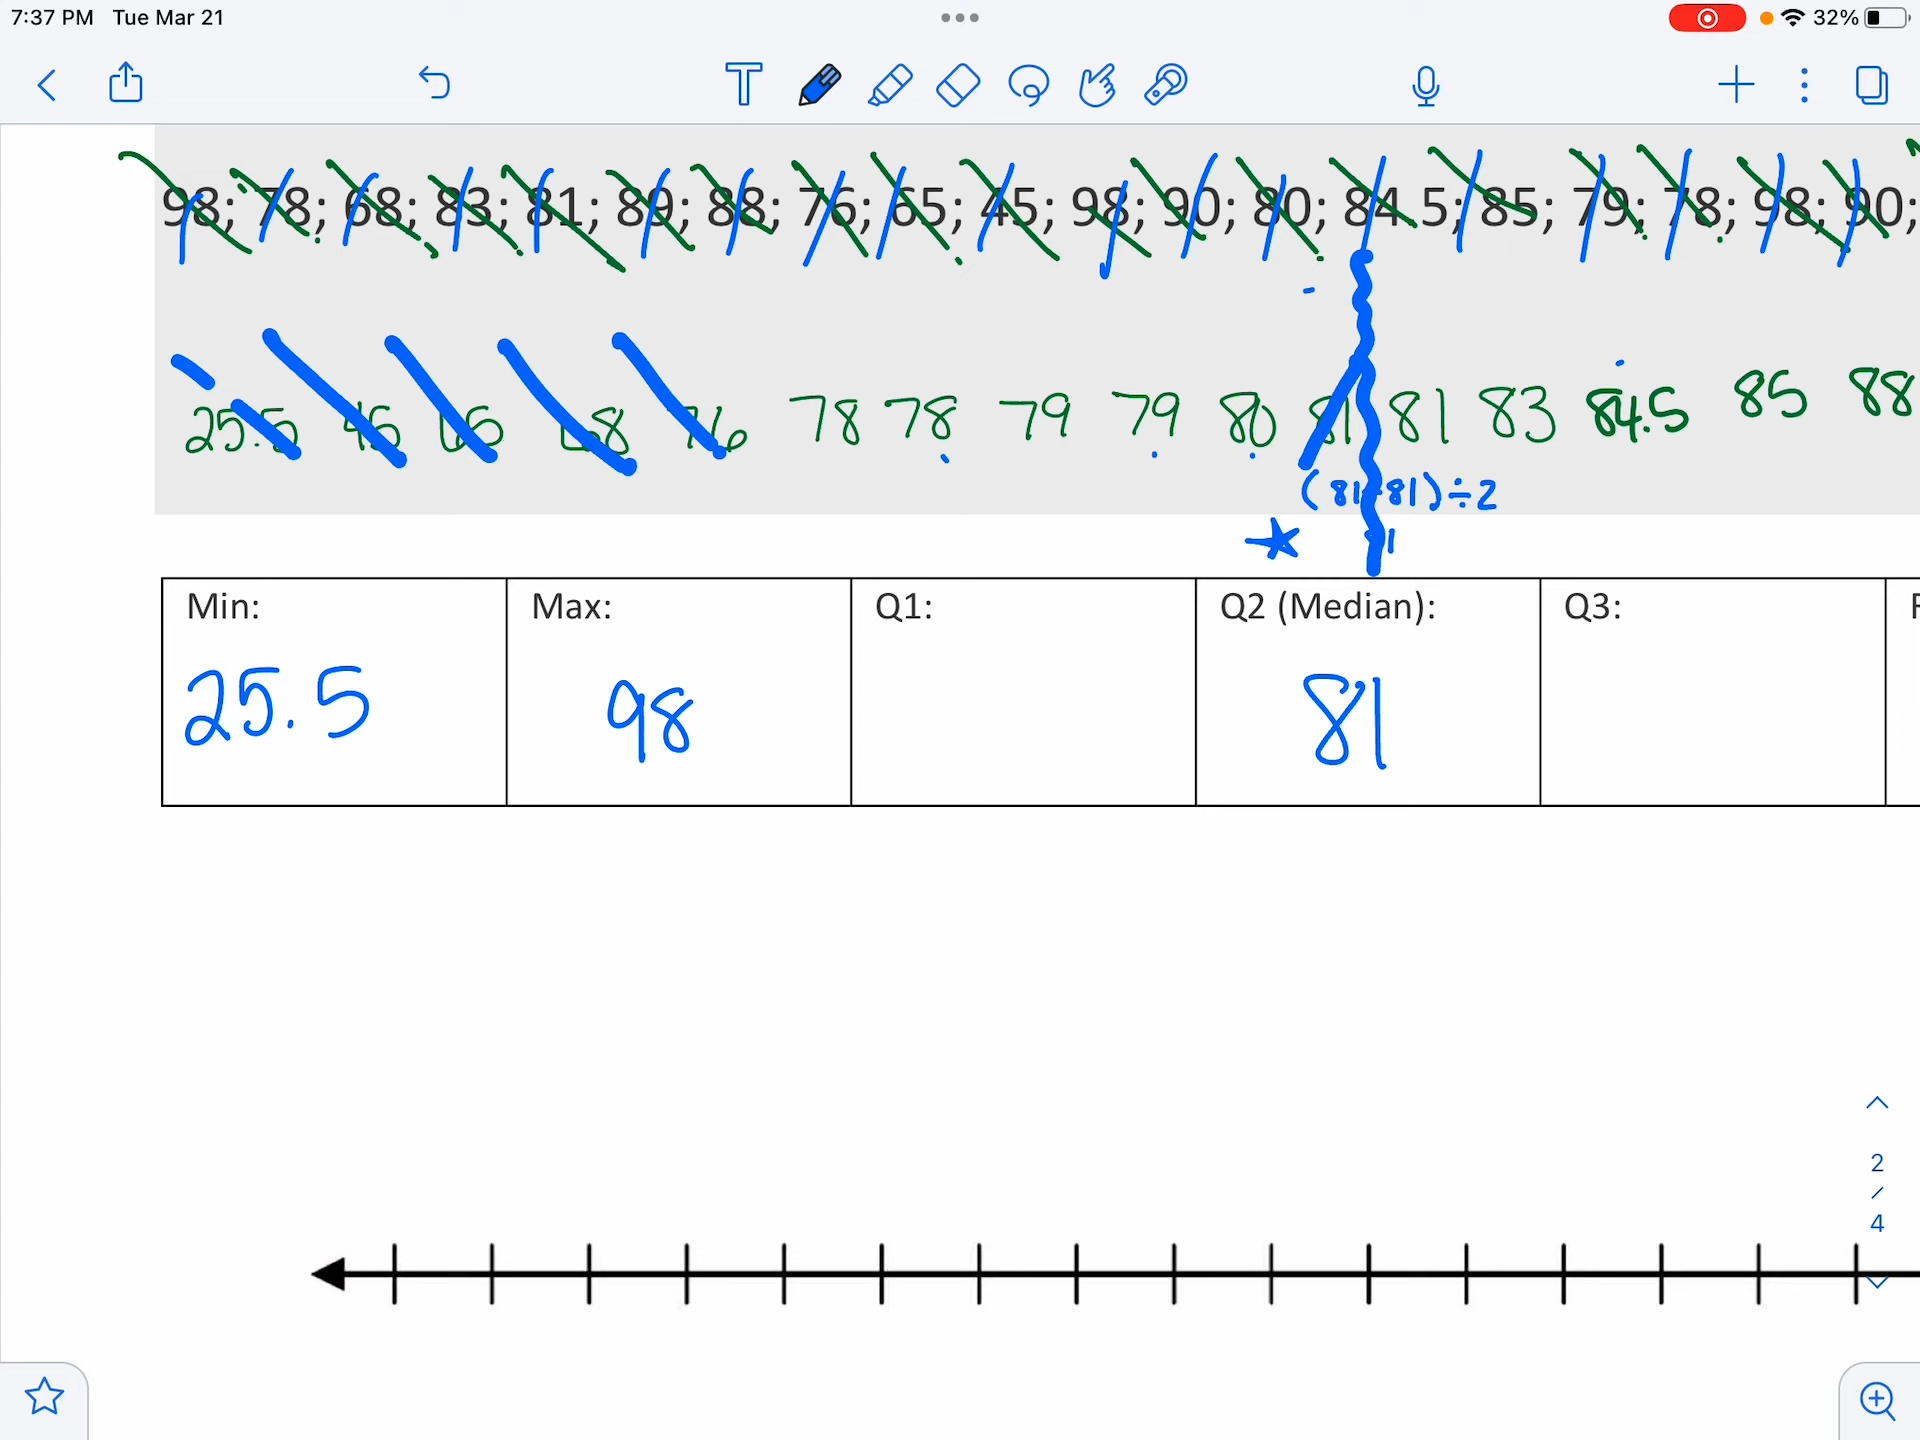 7:37 PM Tue Mar 21 32%
98; 78; 68; 83; 81; 89; 88; 76; 65; 45; 98; 90; 80; 84.5; 85; 79; 78; 98; 90;
25.5 45 65 68 76 78 78 79 79 80 81 81 83 84.5 85 88
(81+81)÷2
81
Min: Max: Q1: Q2 (Median): Q3:
25.5 98 81
2
/
4